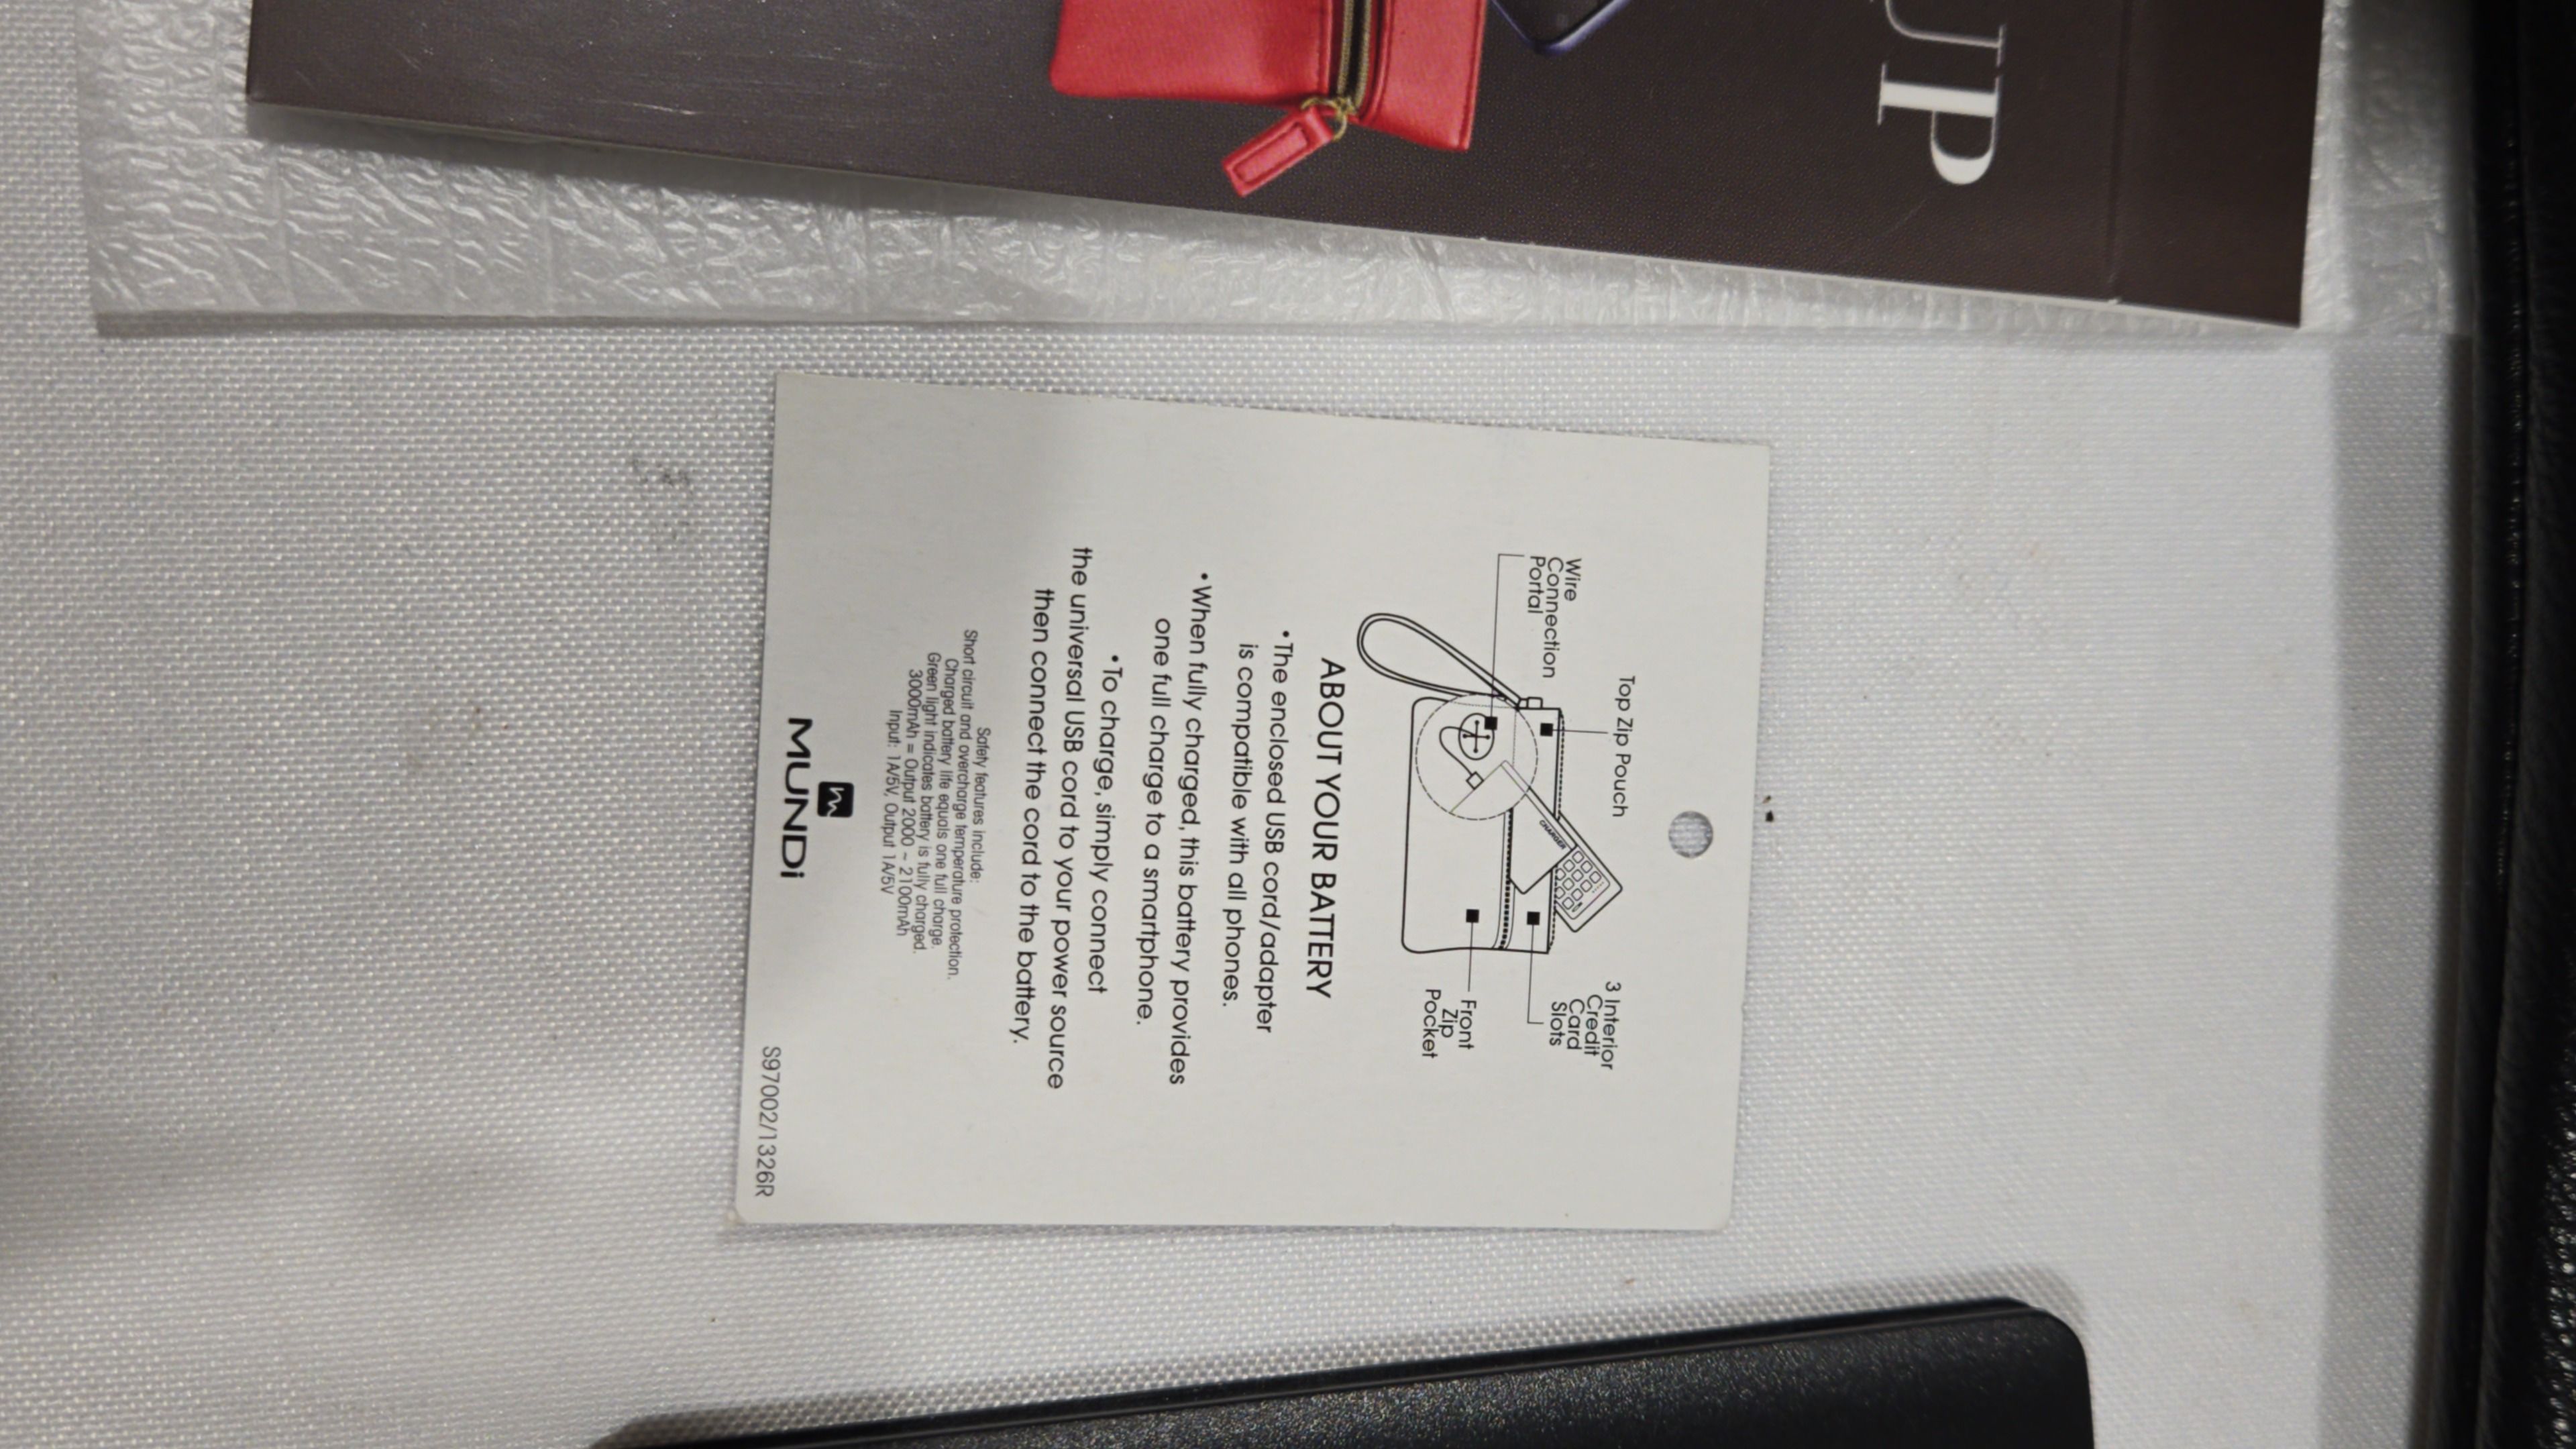 UP
Top Zip Pouch
Wire
Connection
Portal
3 Interior
Credit
Card
Slots
Front
Zip
Pocket
CHARGER
ABOUT YOUR BATTERY
•The enclosed USB cord/adapter
is compatible with all phones.
•When fully charged, this battery provides
one full charge to a smartphone.
•To charge, simply connect
the universal USB cord to your power source
then connect the cord to the battery.
Safety features include:
Short circuit and overcharge temperature protection.
Charged battery life equals one full charge.
Green light indicates battery is fully charged.
3000mAh = Output 2000 – 2100mAh
Input: 1A/5V, Output 1A/5V
MUNDi
S97002/1326R